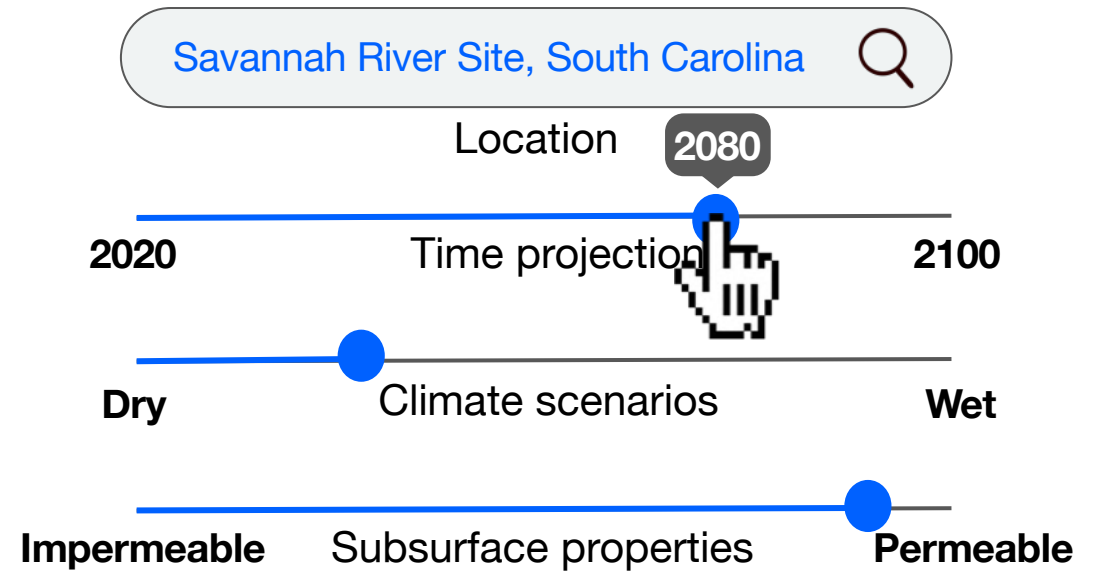 Savannah River Site, South Carolina
Location
2080
2020 Time projection 2100
Dry Climate scenarios Wet
Impermeable Subsurface properties Permeable